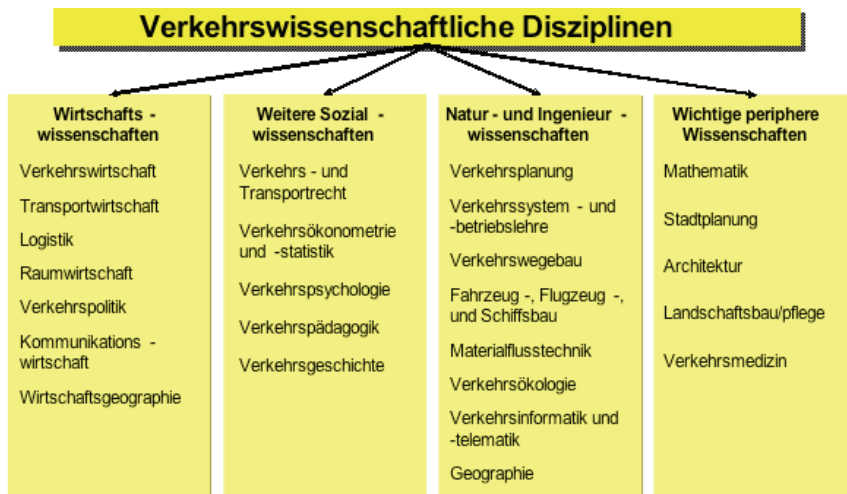 Verkehrswissenschaftliche Disziplinen
Wirtschafts -
wissenschaften
Verkehrswirtschaft
Transportwirtschaft
Logistik
Raumwirtschaft
Verkehrspolitik
Kommunikations -
wirtschaft
Wirtschaftsgeographie
Weitere Sozial -
wissenschaften
Verkehrs - und
Transportrecht
Verkehrsökonometrie
und -statistik
Verkehrspsychologie
Verkehrspädagogik
Verkehrsgeschichte
Natur - und Ingenieur -
wissenschaften
Verkehrsplanung
Verkehrssystem - und
-betriebslehre
Verkehrswegebau
Fahrzeug -, Flugzeug -,
und Schiffsbau
Materialflusstechnik
Verkehrsökologie
Verkehrsinformatik und
-telematik
Geographie
Wichtige periphere
Wissenschaften
Mathematik
Stadtplanung
Architektur
Landschaftsbau/pflege
Verkehrsmedizin